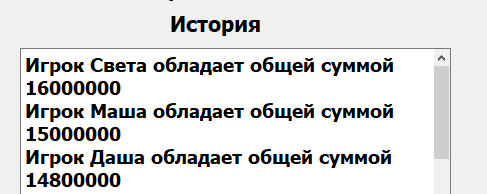 История
Игрок Света обладает общей суммой
16000000
Игрок Маша обладает общей суммой
15000000
Игрок Даша обладает общей суммой
14800000